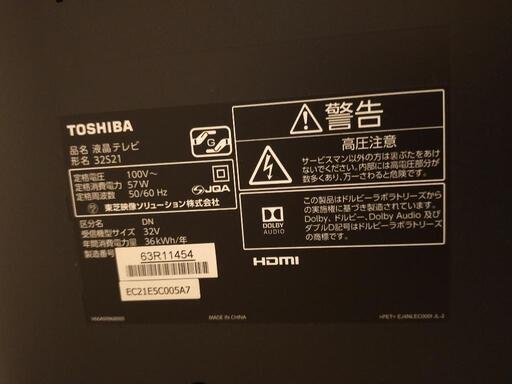 TOSHIBA
品名 液晶テレビ
形名 32S21
定格電圧: 100V～
定格消費電力: 57W
定格周波数: 50/60 Hz
JQA
東芝映像ソリューション株式会社
区分名: DN
受信機型サイズ: 32V
年間消費電力量: 36kWh/年
製造番号
63R11454
EC21E5C005A7
警告
高圧注意
サービスマン以外の方は裏ぶたをあけ
ないでください。内部には高電圧部分が
数多くあり、万一さわると危険です。
DOLBY
AUDIO
この製品はドルビーラボラトリーズから
の実施権に基づき製造されています。
Dolby、ドルビー、Dolby Audio 及び
ダブルD記号はドルビーラボラトリーズ
の商標です。
HDMI
MADE IN CHINA